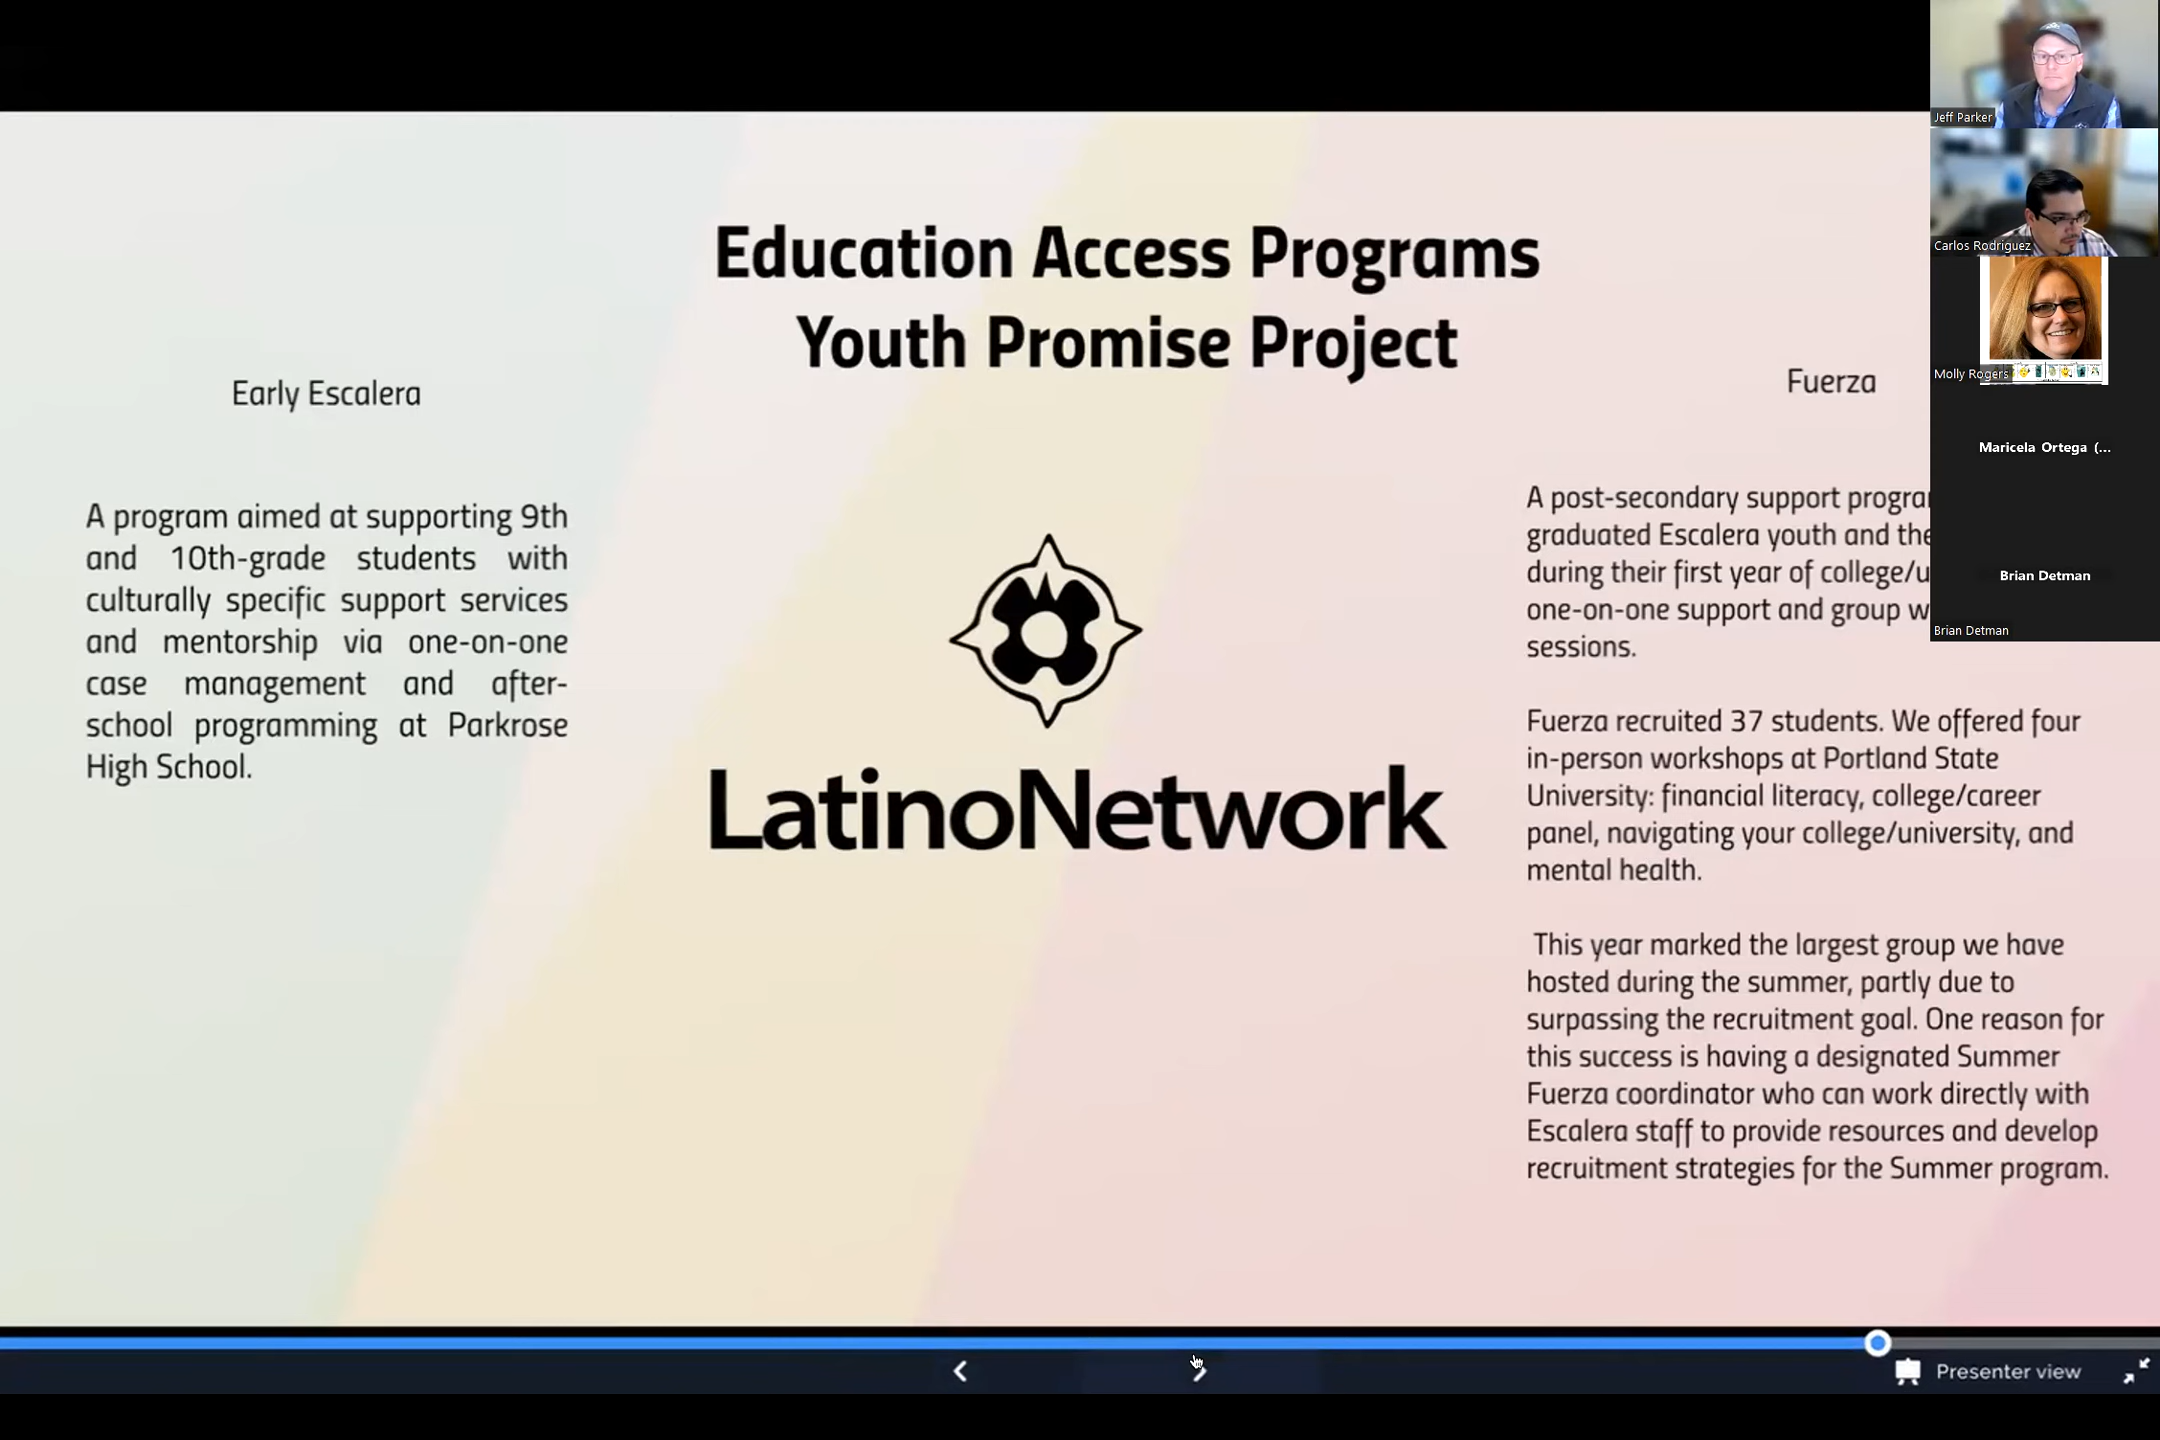 Education Access Programs
Youth Promise Project
Early Escalera
A program aimed at supporting 9th
and 10th-grade students with
culturally specific support services
and mentorship via one-on-one
case management and after-
school programming at Parkrose
High School.
LatinoNetwork
Fuerza
A post-secondary support
graduated Escalera youth and
during their first year of
one-on-one support and group
sessions.
Fuerza recruited 37 students. We offered four
in-person workshops at Portland State
University: financial literacy, college/career
panel, navigating your college/university, and
mental health.
This year marked the largest group we have
hosted during the summer, partly due to
surpassing the recruitment goal. One reason for
this success is having a designated Summer
Fuerza coordinator who can work directly with
Escalera staff to provide resources and develop
recruitment strategies for the Summer program.
Jeff Parker
Carlos Rodriguez
Molly Rogers
Maricela Ortega (...
Brian Detman
Brian Detman
Presenter view